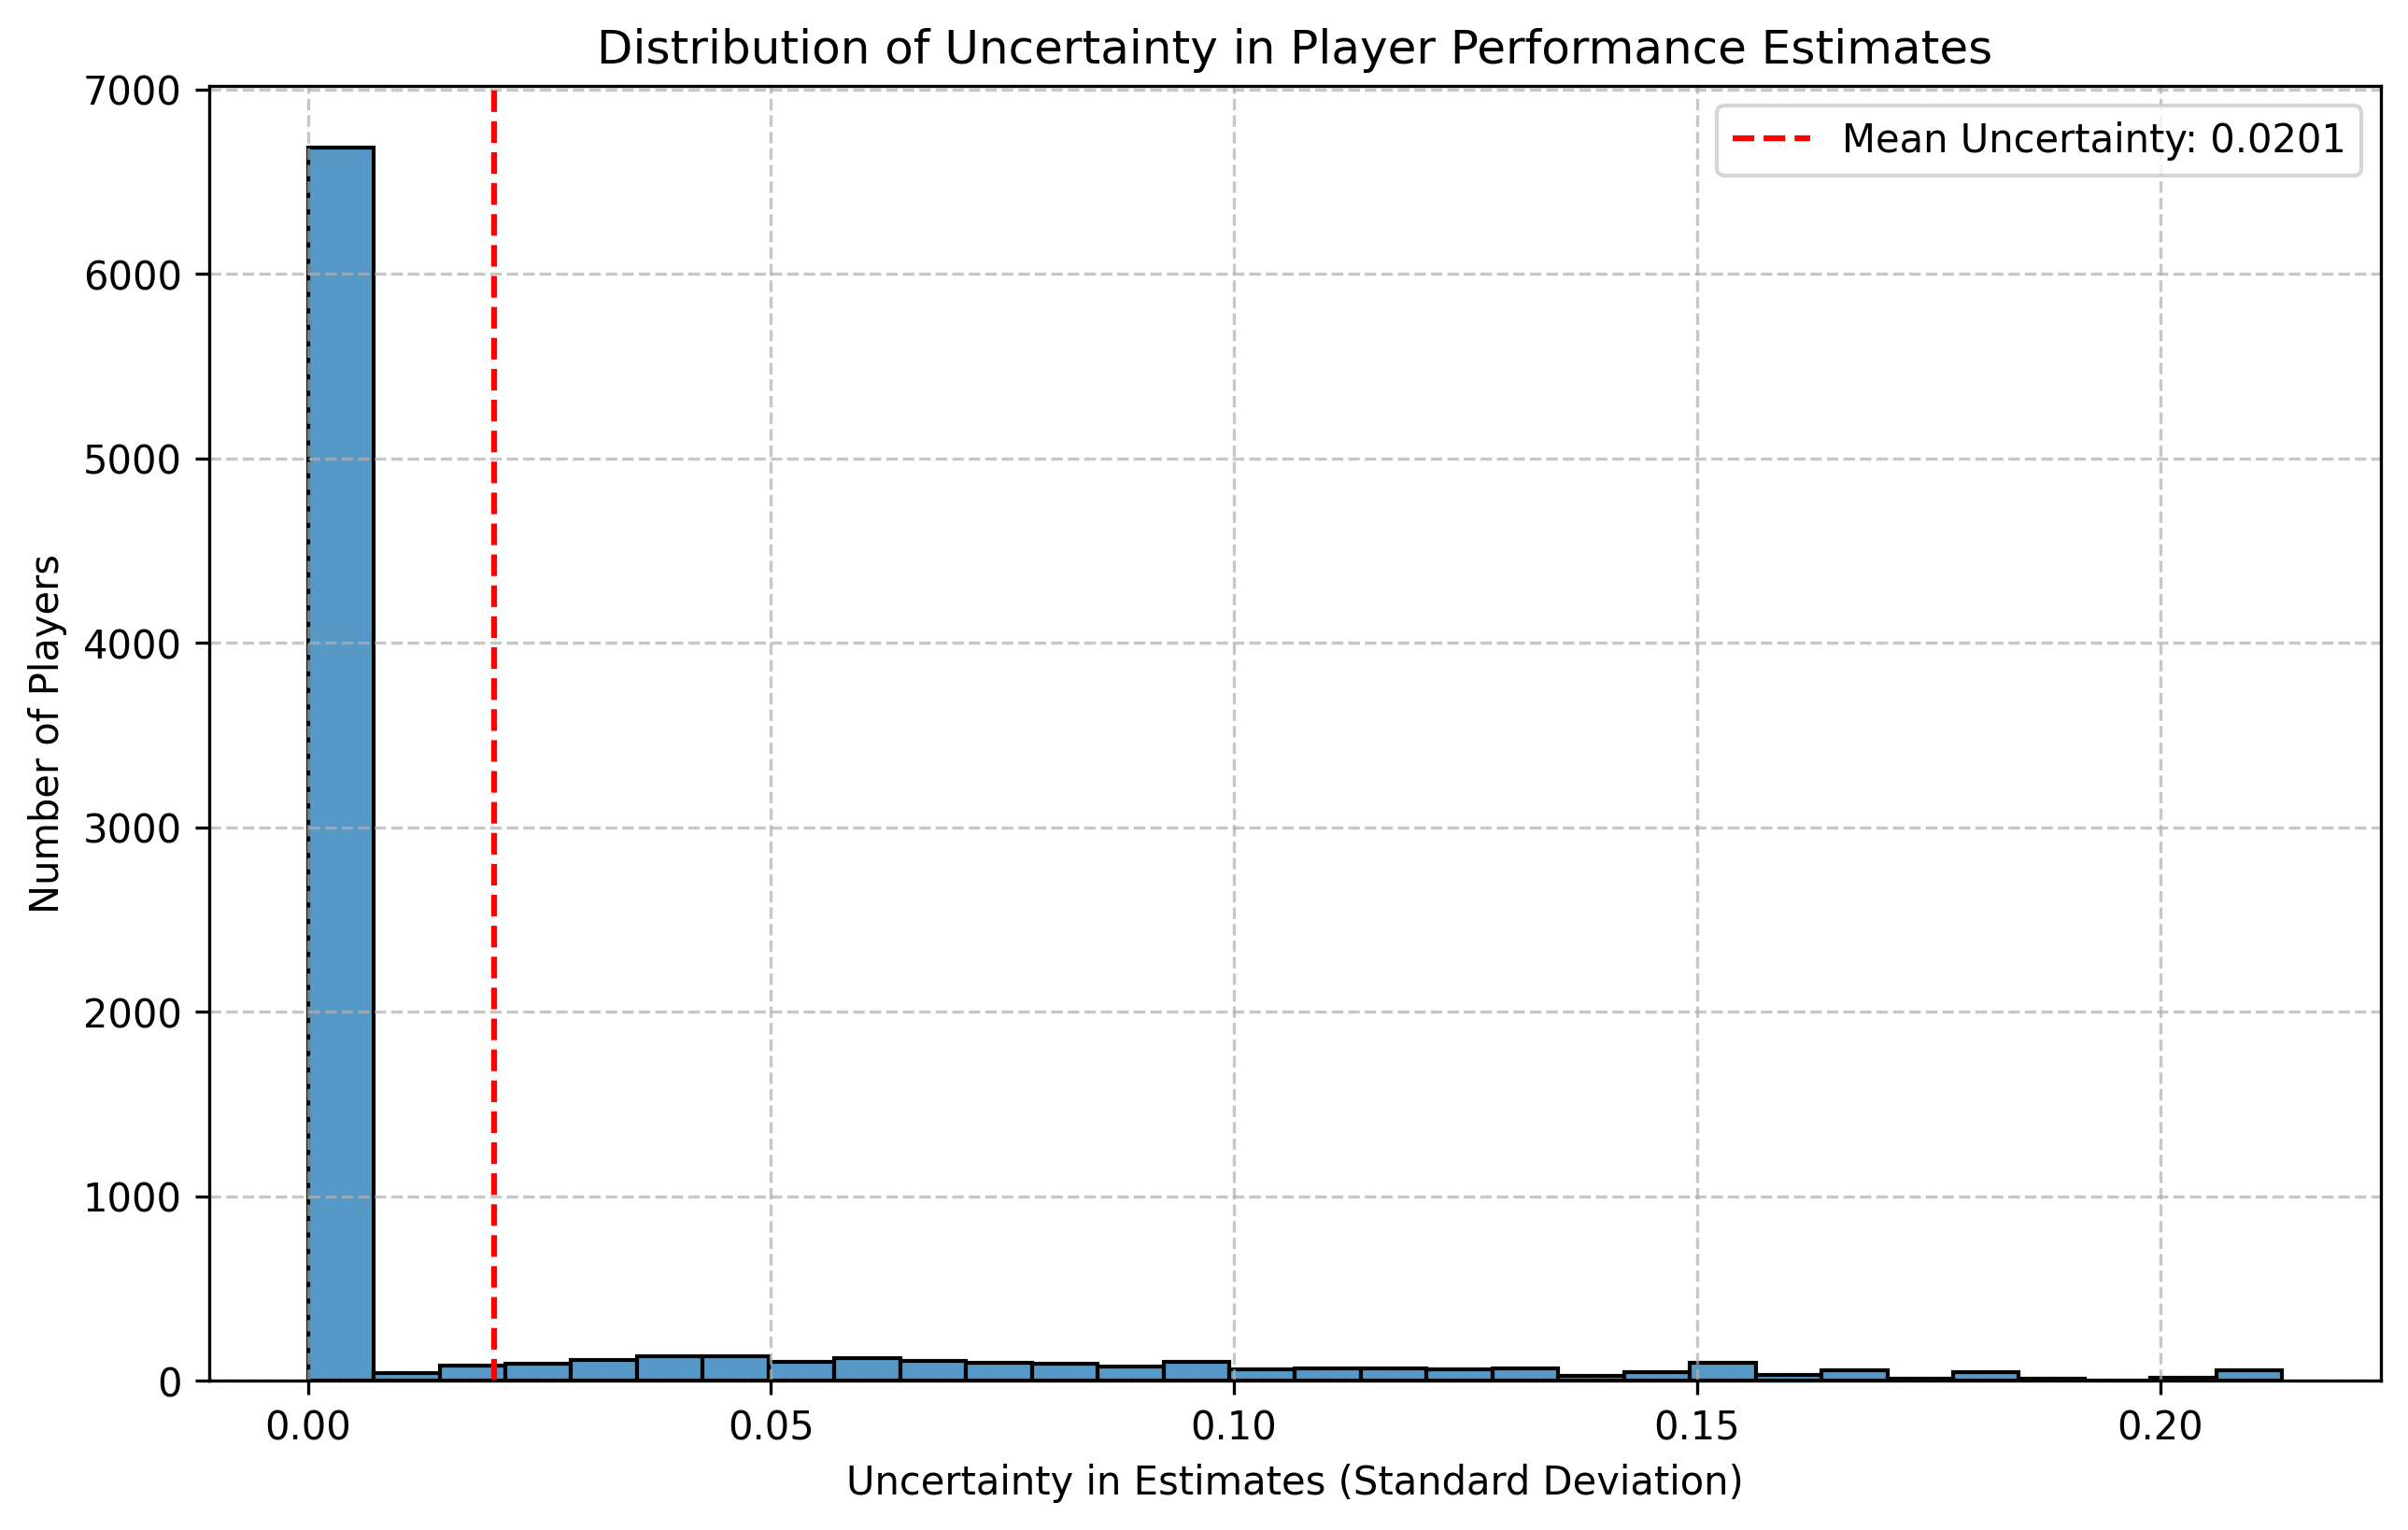 Distribution of Uncertainty in Player Performance Estimates
7000
6000
5000
4000
3000
2000
1000
0
Number of Players
Mean Uncertainty: 0.0201
0.00 0.05 0.10 0.15 0.20
Uncertainty in Estimates (Standard Deviation)